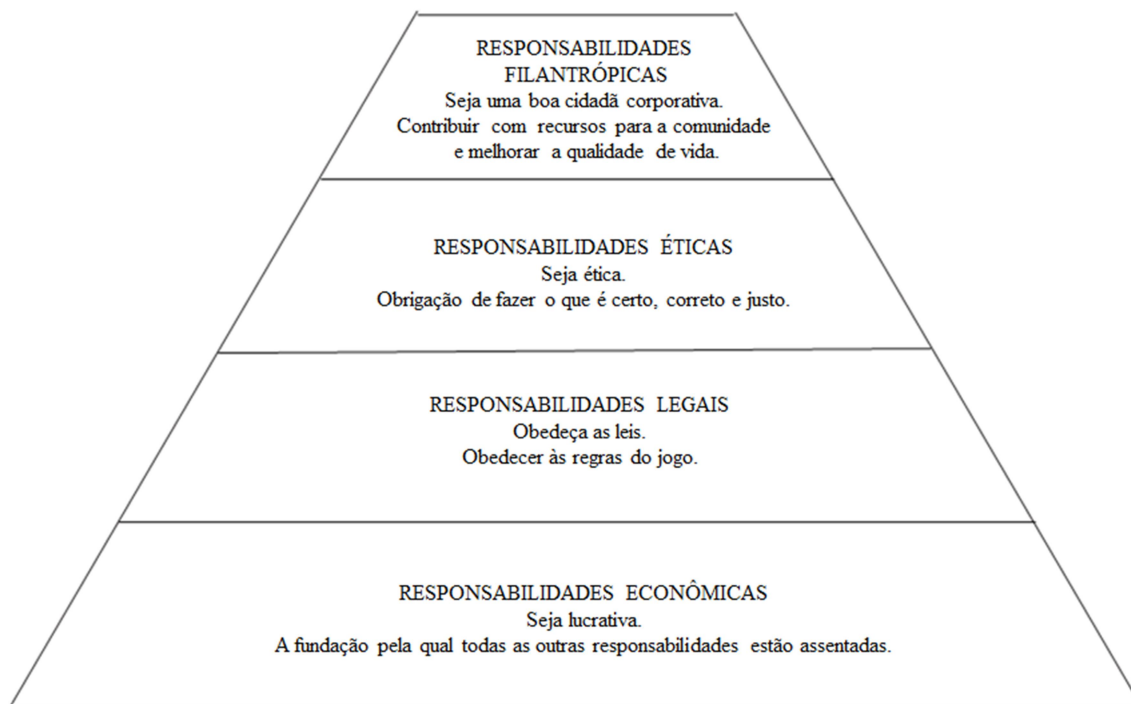 RESPONSABILIDADES
FILANTRÓPICAS
Seja uma boa cidadã corporativa.
Contribuir com recursos para a comunidade
e melhorar a qualidade de vida.
RESPONSABILIDADES ÉTICAS
Seja ética.
Obrigação de fazer o que é certo, correto e justo.
RESPONSABILIDADES LEGAIS
Obedeça as leis.
Obedecer às regras do jogo.
RESPONSABILIDADES ECONÔMICAS
Seja lucrativa.
A fundação pela qual todas as outras responsabilidades estão assentadas.